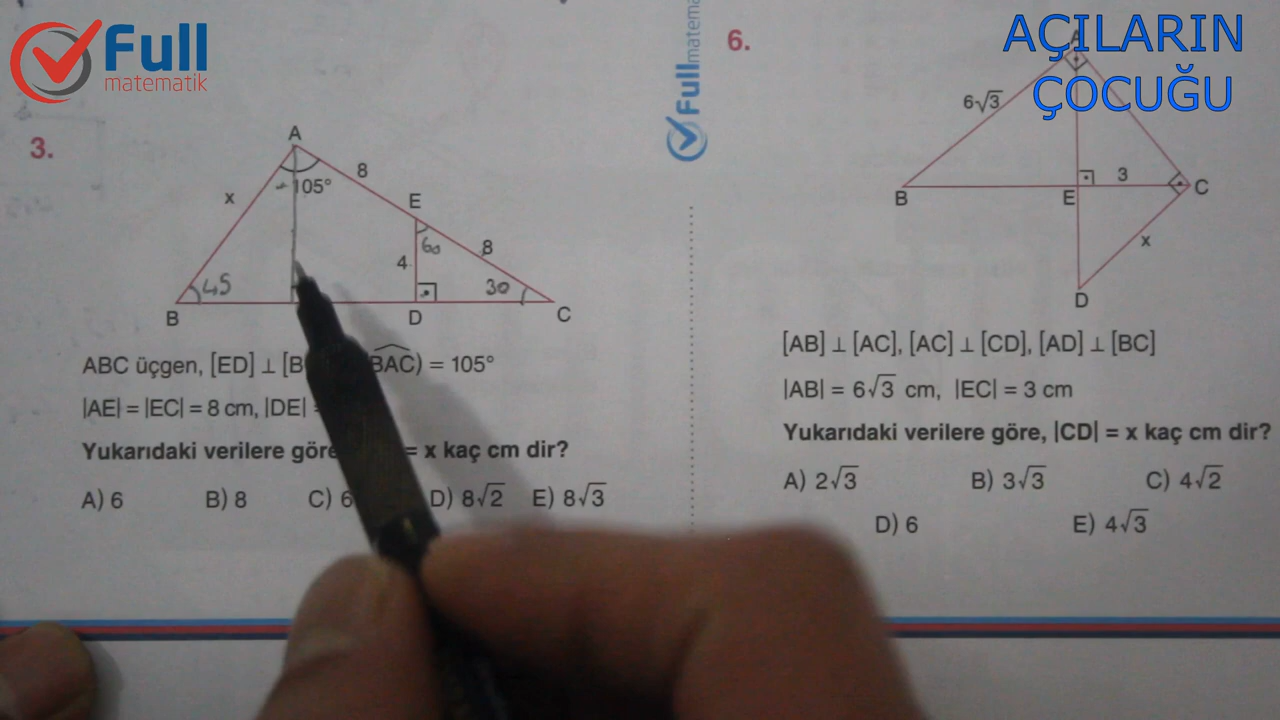 Full
matematik
AÇILARIN
ÇOCUĞU
Full
3.
A
105°
8
x
E
60
8
4
45
30
B
D
C
ABC üçgen, [ED] ⊥ [B BAC) = 105°
|AE| = |EC| = 8 cm, |DE|
Yukarıdaki verilere göre = x kaç cm dir?
A) 6 B) 8 C) 6 D) 8√2 E) 8√3
6.
A
6√3
3
B
E
C
x
D
[AB] ⊥ [AC], [AC] ⊥ [CD], [AD] ⊥ [BC]
|AB| = 6√3 cm, |EC| = 3 cm
Yukarıdaki verilere göre, |CD| = x kaç cm dir?
A) 2√3 B) 3√3 C) 4√2
D) 6 E) 4√3